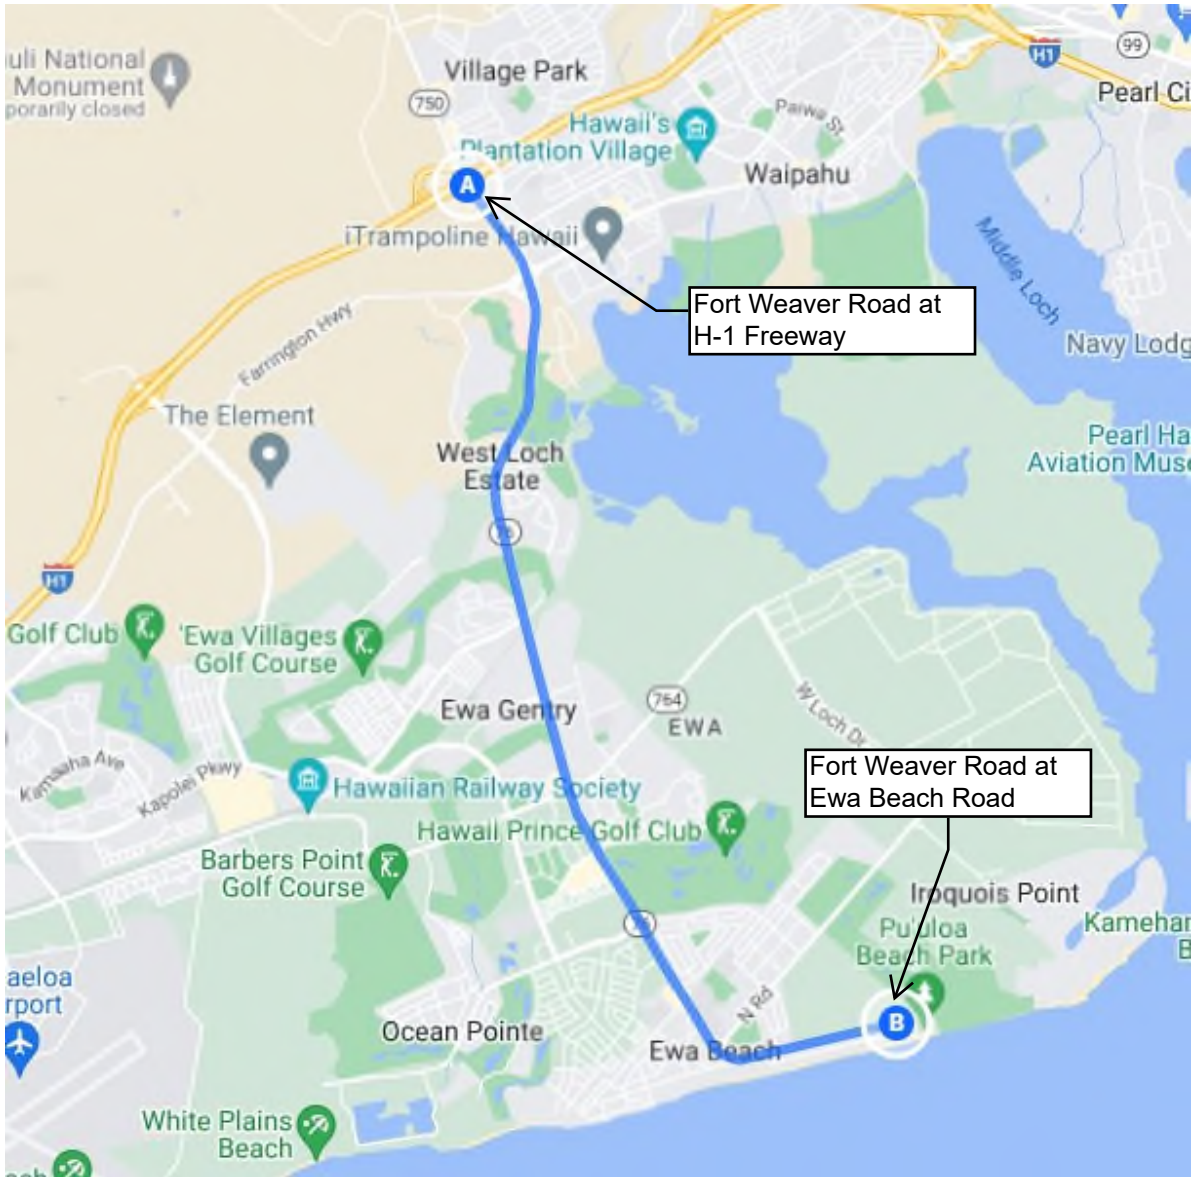 uli National
Monument
porarily closed
Village Park
750
H1
99
Pearl Ci
Hawaii's
Plantation Village
Paiwa St
Waipahu
A
iTrampoline Hawaii
Middle Loch
Fort Weaver Road at
H-1 Freeway
Farrington Hwy
Navy Lodg
The Element
West Loch
Estate
Pearl Ha
Aviation Muse
76
H1
Golf Club
'Ewa Villages
Golf Course
Ewa Gentry
764
EWA
W Loch Dr
Kamaaha Ave
Kapolei Pkwy
Hawaiian Railway Society
Fort Weaver Road at
Ewa Beach Road
Hawaii Prince Golf Club
Barbers Point
Golf Course
Iroquois Point
76
Pu'uloa
Beach Park
Kamehan
B
aeloa
rport
N Rd
B
Ocean Pointe
Ewa Beach
White Plains
Beach